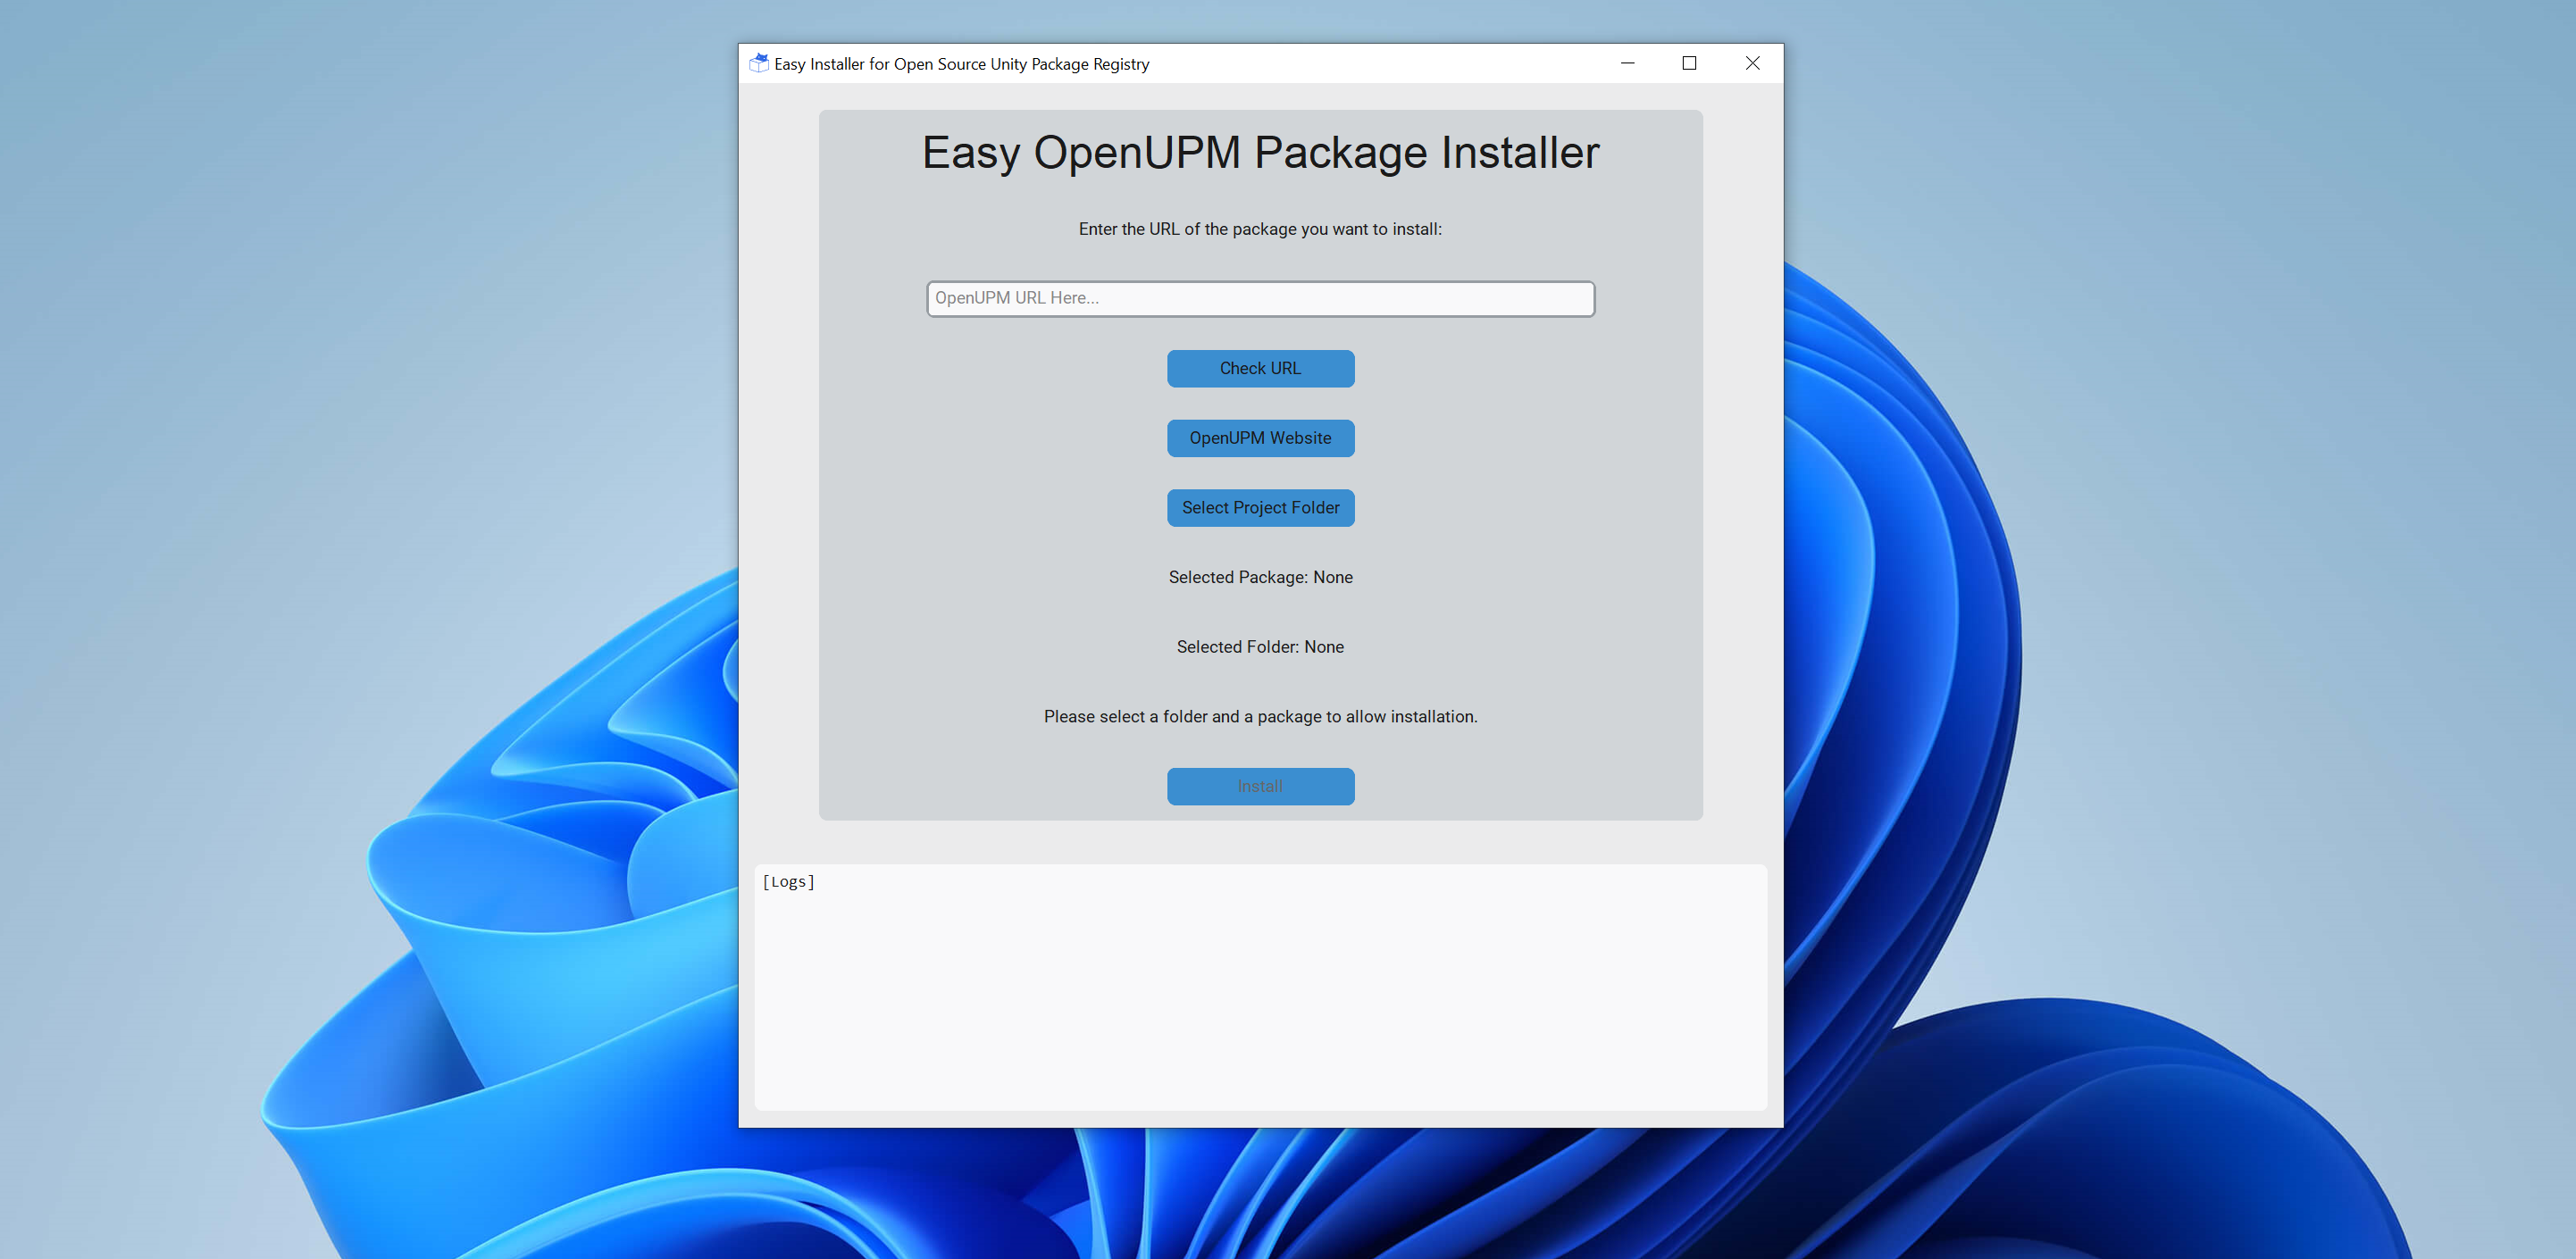 Easy Installer for Open Source Unity Package Registry
Easy OpenUPM Package Installer
Enter the URL of the package you want to install:
OpenUPM URL Here...
Check URL
OpenUPM Website
Select Project Folder
Selected Package: None
Selected Folder: None
Please select a folder and a package to allow installation.
Install
[Logs]